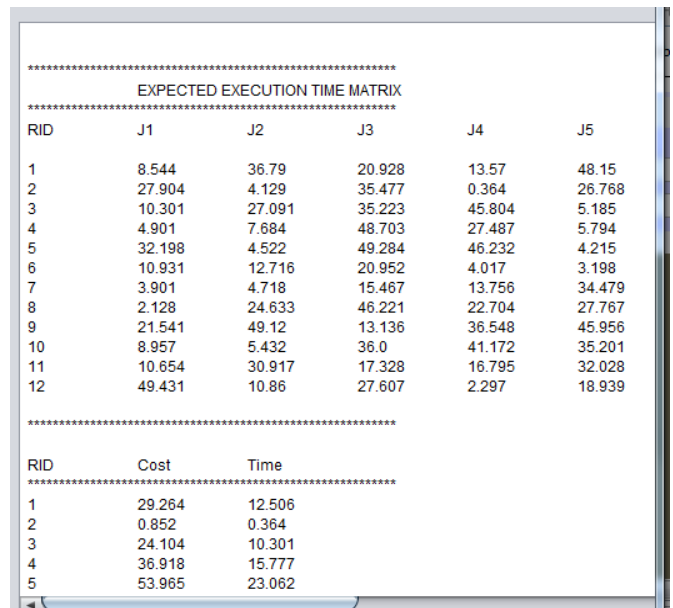 ************************************************************
EXPECTED EXECUTION TIME MATRIX
************************************************************
RID J1 J2 J3 J4 J5
1 8.544 36.79 20.928 13.57 48.15
2 27.904 4.129 35.477 0.364 26.768
3 10.301 27.091 35.223 45.804 5.185
4 4.901 7.684 48.703 27.487 5.794
5 32.198 4.522 49.284 46.232 4.215
6 10.931 12.716 20.952 4.017 3.198
7 3.901 4.718 15.467 13.756 34.479
8 2.128 24.633 46.221 22.704 27.767
9 21.541 49.12 13.136 36.548 45.956
10 8.957 5.432 36.0 41.172 35.201
11 10.654 30.917 17.328 16.795 32.028
12 49.431 10.86 27.607 2.297 18.939
************************************************************
RID Cost Time
************************************************************
1 29.264 12.506
2 0.852 0.364
3 24.104 10.301
4 36.918 15.777
5 53.965 23.062